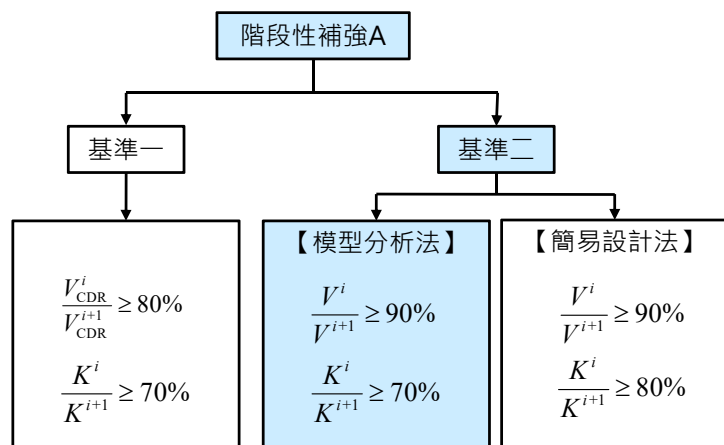 階段性補強A
基準一
基準二
V^i_CDR / V^{i+1}_CDR ≥ 80%
K^i / K^{i+1} ≥ 70%
【模型分析法】
V^i / V^{i+1} ≥ 90%
K^i / K^{i+1} ≥ 70%
【簡易設計法】
V^i / V^{i+1} ≥ 90%
K^i / K^{i+1} ≥ 80%